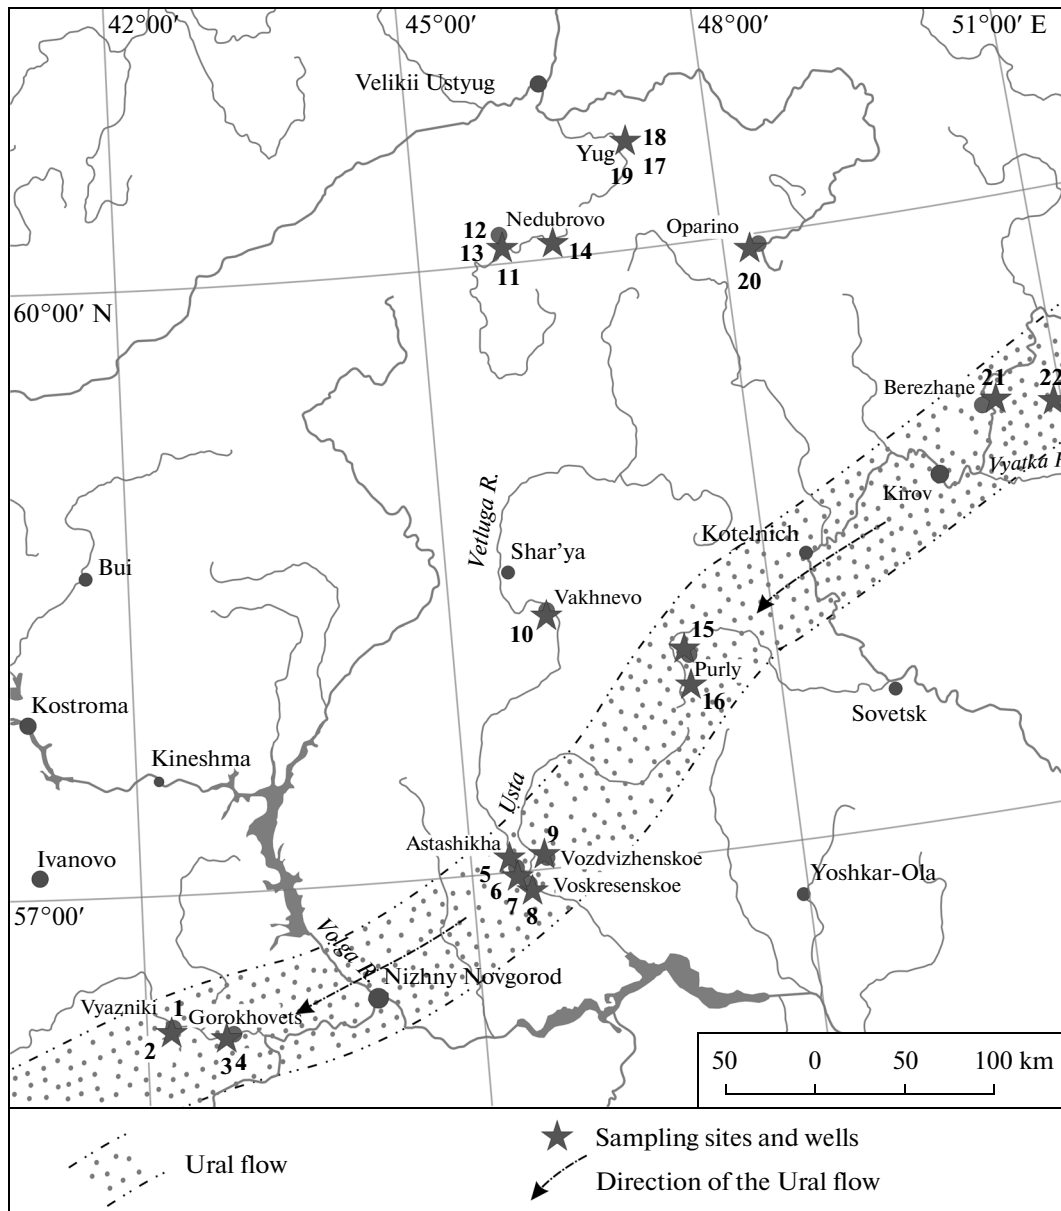 42°00′ 45°00′ 48°00′ 51°00′ E
Velikii Ustyug
18
Yug 17
19
Nedubrovo
12
13 14
11
Oparino
20
60°00′ N
Berezhane 21 22
Vyatka
Kirov
Vetluga R.
Kotelnich
Shar’ya
Bui
Vakhnevo
10
15
Purly
16
Kostroma
Sovetsk
Kineshma
Usta
9
Astashikha
Vozdvizhenskoe
5
Voskresenskoe
6
7
8
Ivanovo
Yoshkar-Ola
57°00′
Volga R.
Nizhny Novgorod
Vyazniki 1
Gorokhovets
2
3 4
50 0 50 100 km
Ural flow
Sampling sites and wells
Direction of the Ural flow